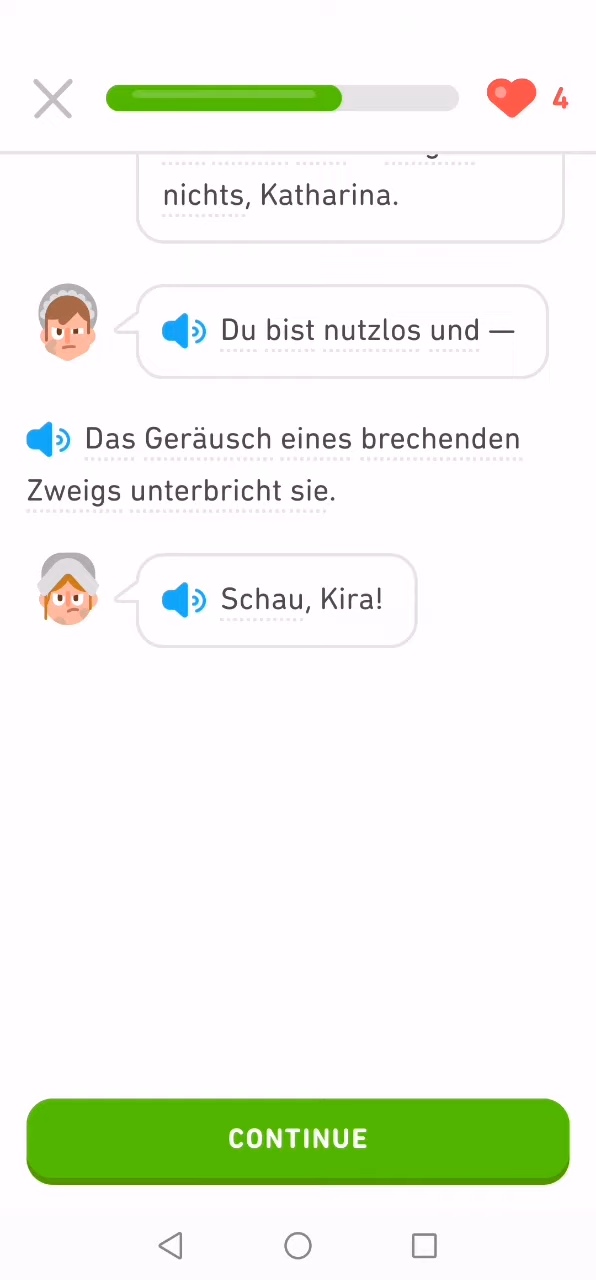 4
nichts, Katharina.
Du bist nutzlos und —
Das Geräusch eines brechenden
Zweigs unterbricht sie.
Schau, Kira!
CONTINUE